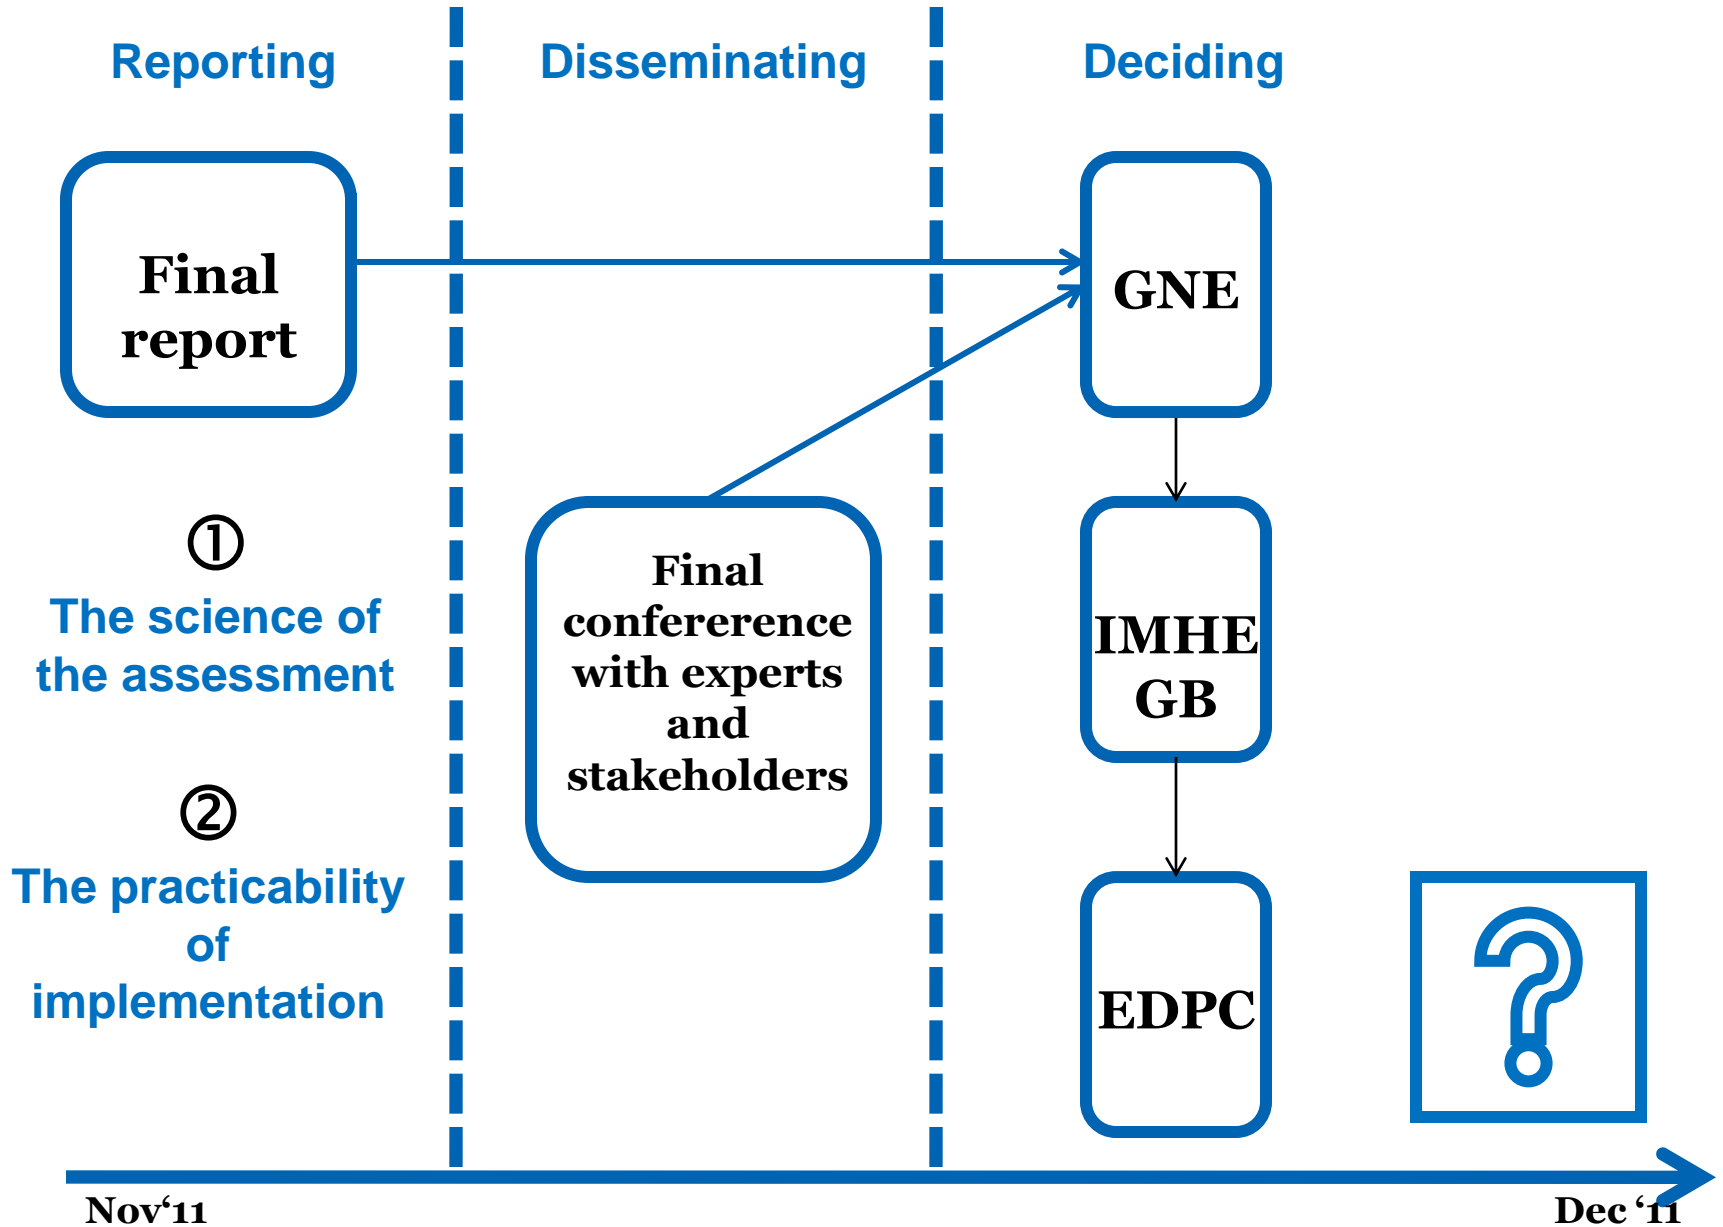 Reporting
Disseminating
Deciding
Final
report
GNE
①
The science of
the assessment
Final
confererence
with experts
and
stakeholders
IMHE
GB
②
The practicability
of
implementation
EDPC
?
Nov‘11
Dec ‘11